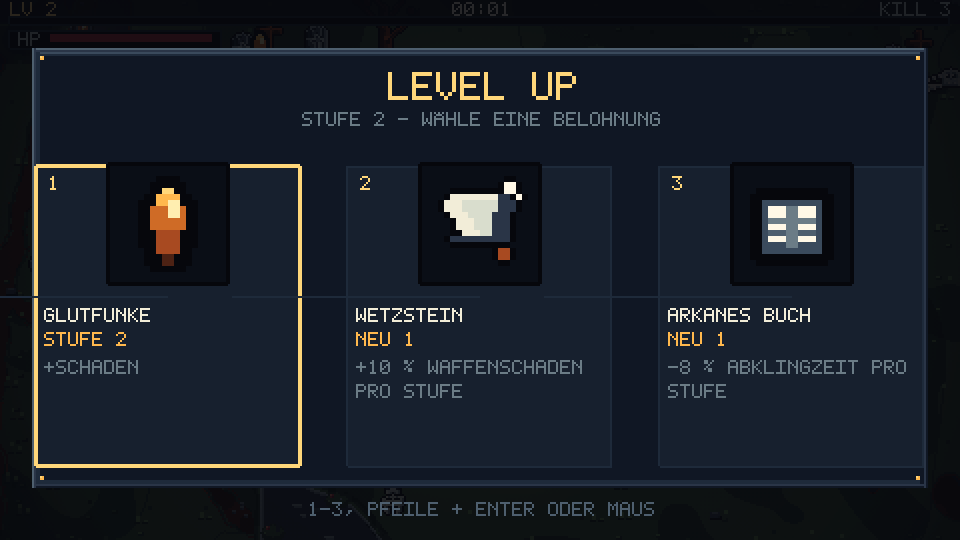 LV 2 00:01 KILL 3
HP
LEVEL UP
STUFE 2 - WÄHLE EINE BELOHNUNG
1 2 3
GLUTFUNKE WETZSTEIN ARKANES BUCH
STUFE 2 NEU 1 NEU 1
+SCHADEN +10 % WAFFENSCHADEN -8 % ABKLINGZEIT PRO
PRO STUFE STUFE
1-3, PFEILE + ENTER ODER MAUS